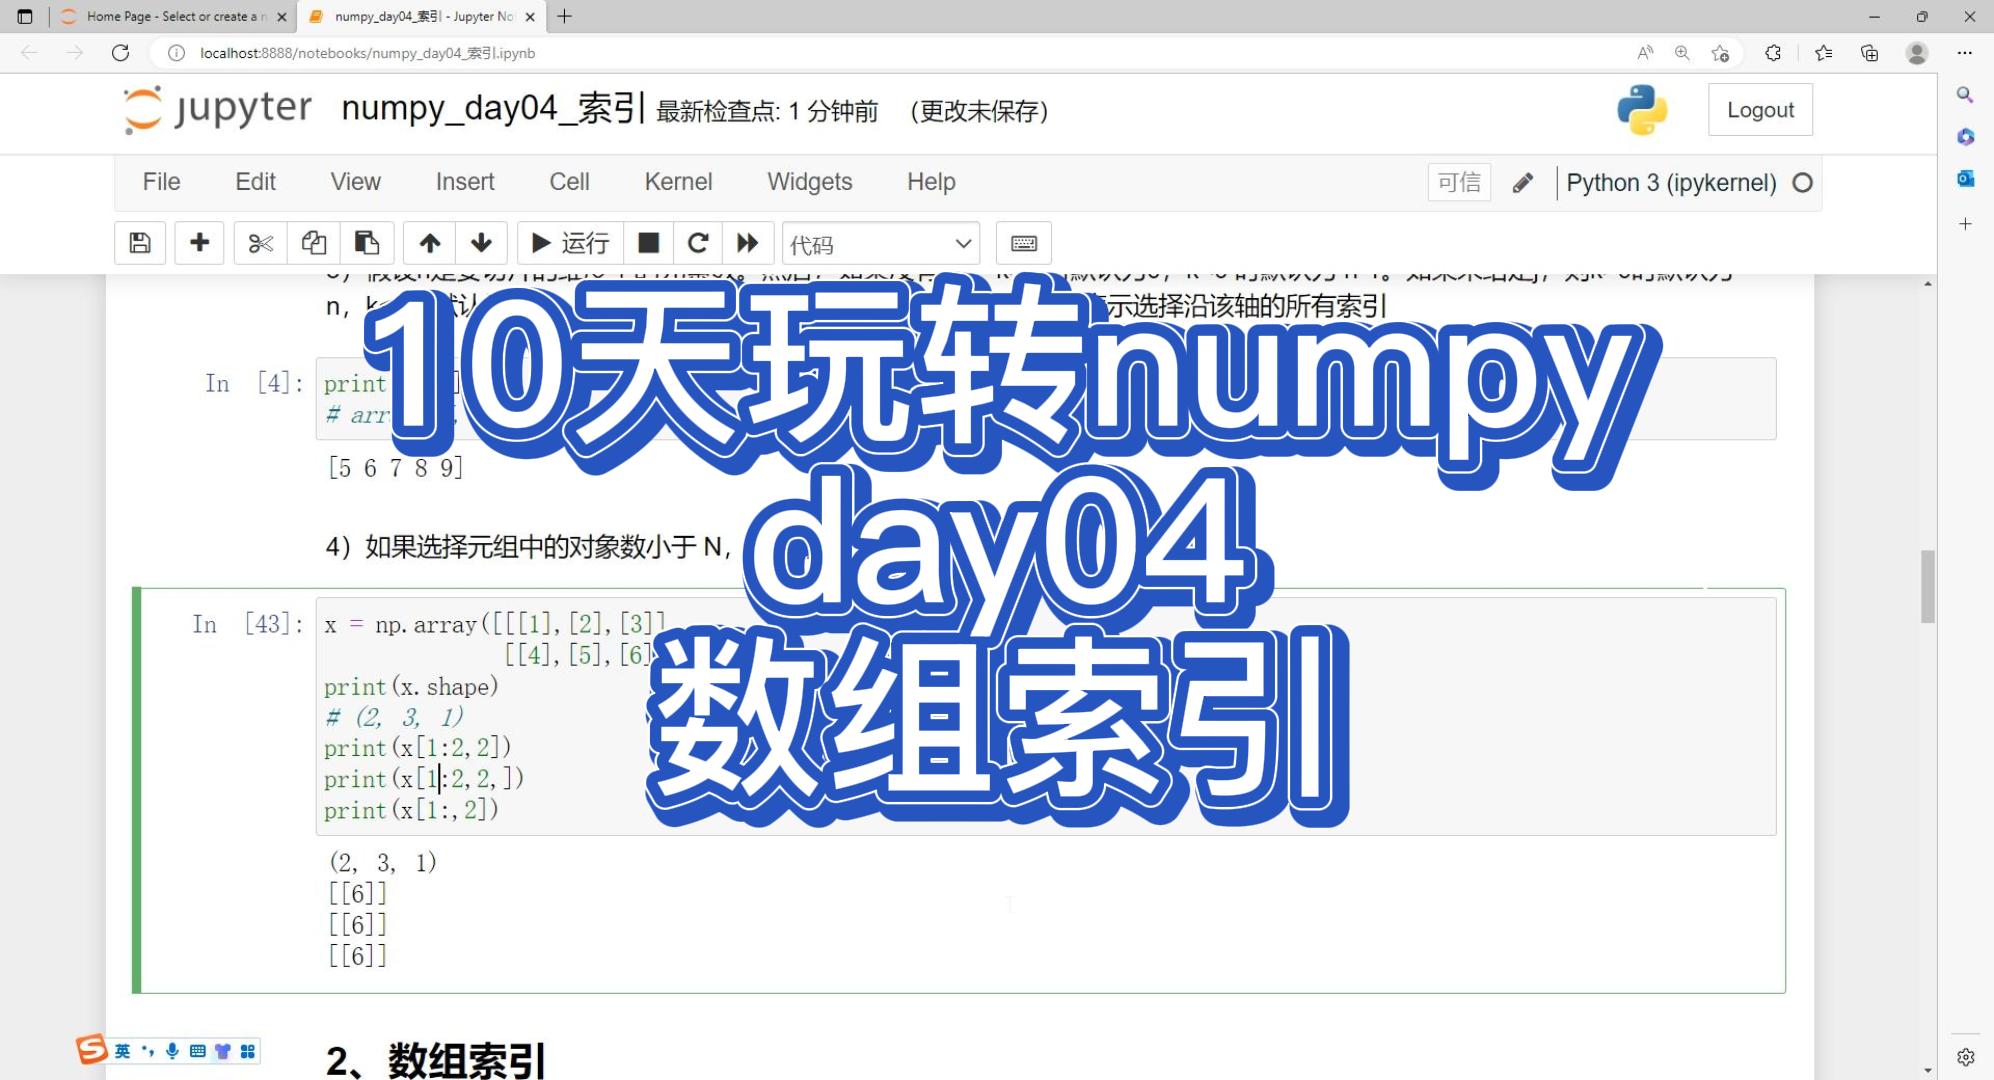 Home Page - Select or create a n
numpy_day04_索引 - Jupyter No
localhost:8888/notebooks/numpy_day04_索引.ipynb
jupyter numpy_day04_索引 最新检查点: 1 分钟前 (更改未保存)
Logout
File Edit View Insert Cell Kernel Widgets Help
可信 Python 3 (ipykernel)
运行 代码
n，k
示选择沿该轴的所有索引
10天玩转numpy
day04
数组索引
In [4]: print
# arr
[5 6 7 8 9]
4）如果选择元组中的对象数小于 N，
In [43]: x = np.array([[[1],[2],[3]]
[[4],[5],[6]
print(x.shape)
# (2, 3, 1)
print(x[1:2,2])
print(x[1:2,2,])
print(x[1:,2])
(2, 3, 1)
[[6]]
[[6]]
[[6]]
英
2、数组索引